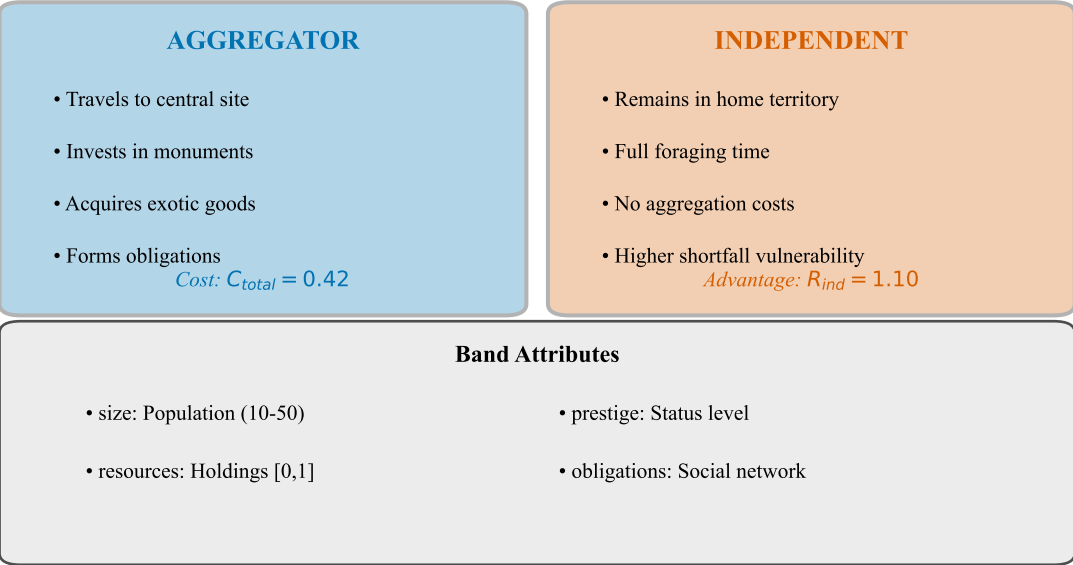 AGGREGATOR
• Travels to central site
• Invests in monuments
• Acquires exotic goods
• Forms obligations
Cost: C_total = 0.42
INDEPENDENT
• Remains in home territory
• Full foraging time
• No aggregation costs
• Higher shortfall vulnerability
Advantage: R_ind = 1.10
Band Attributes
• size: Population (10-50)
• resources: Holdings [0,1]
• prestige: Status level
• obligations: Social network